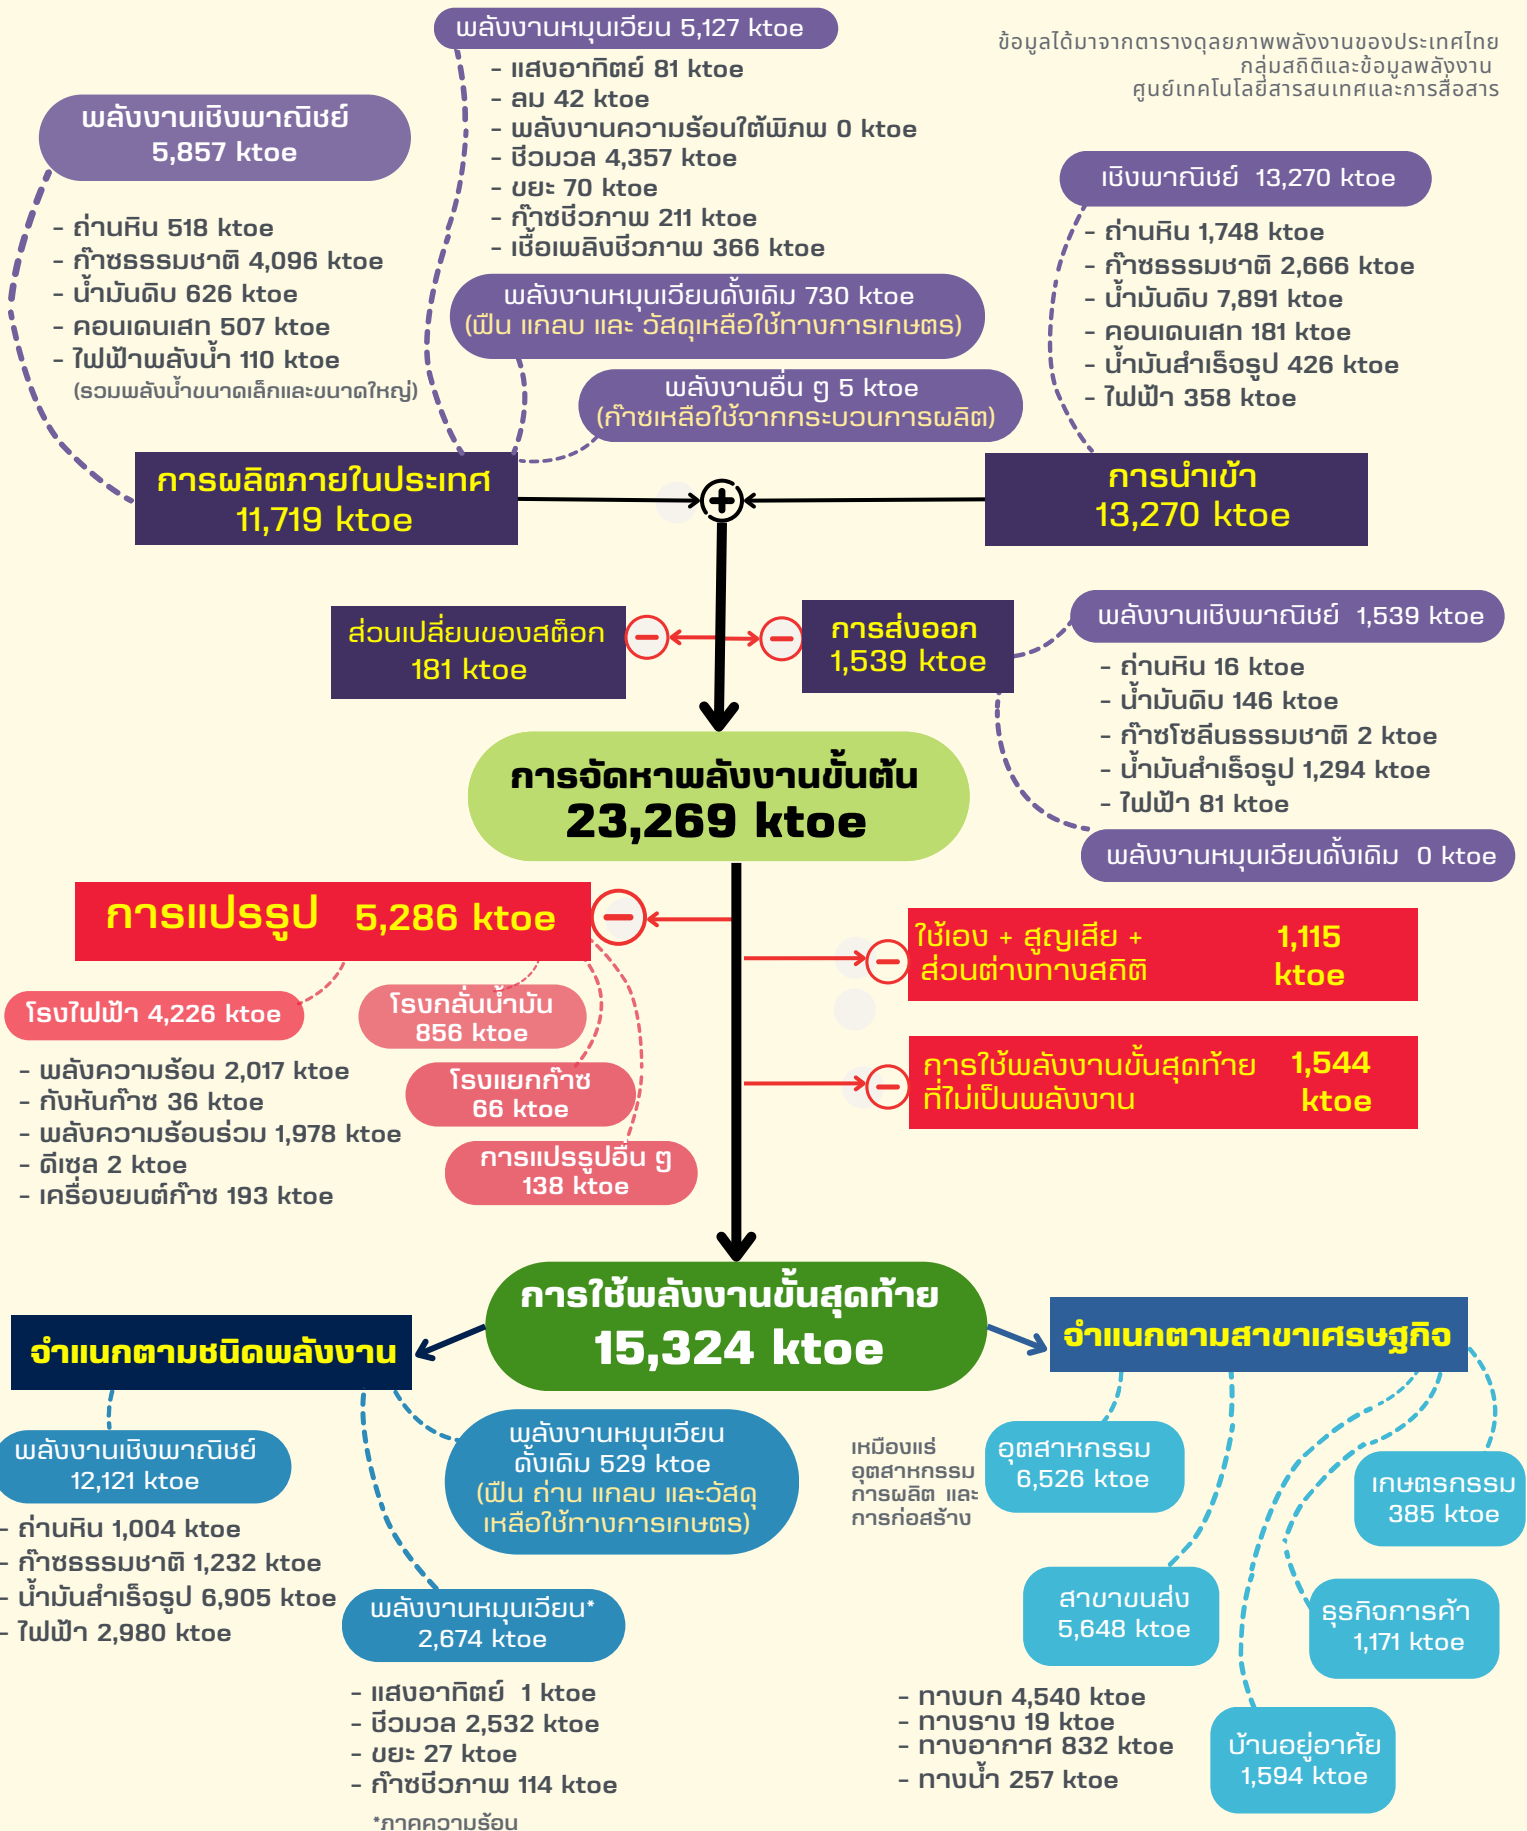 ข้อมูลได้มาจากตารางดุลยภาพพลังงานของประเทศไทย
กลุ่มสถิติและข้อมูลพลังงาน
ศูนย์เทคโนโลยีสารสนเทศและการสื่อสาร
พลังงานเชิงพาณิชย์
5,857 ktoe
- ถ่านหิน 518 ktoe
- ก๊าซธรรมชาติ 4,096 ktoe
- น้ำมันดิบ 626 ktoe
- คอนเดนเสท 507 ktoe
- ไฟฟ้าพลังน้ำ 110 ktoe
(รวมพลังน้ำขนาดเล็กและขนาดใหญ่)
พลังงานหมุนเวียน 5,127 ktoe
- แสงอาทิตย์ 81 ktoe
- ลม 42 ktoe
- พลังงานความร้อนใต้พิภพ 0 ktoe
- ชีวมวล 4,357 ktoe
- ขยะ 70 ktoe
- ก๊าซชีวภาพ 211 ktoe
- เชื้อเพลิงชีวภาพ 366 ktoe
พลังงานหมุนเวียนดั้งเดิม 730 ktoe
(ฟืน แกลบ และ วัสดุเหลือใช้ทางการเกษตร)
พลังงานอื่น ๆ 5 ktoe
(ก๊าซเหลือใช้จากกระบวนการผลิต)
เชิงพาณิชย์ 13,270 ktoe
- ถ่านหิน 1,748 ktoe
- ก๊าซธรรมชาติ 2,666 ktoe
- น้ำมันดิบ 7,891 ktoe
- คอนเดนเสท 181 ktoe
- น้ำมันสำเร็จรูป 426 ktoe
- ไฟฟ้า 358 ktoe
การผลิตภายในประเทศ
11,719 ktoe
การนำเข้า
13,270 ktoe
ส่วนเปลี่ยนของสต็อก
181 ktoe
การส่งออก
1,539 ktoe
พลังงานเชิงพาณิชย์ 1,539 ktoe
- ถ่านหิน 16 ktoe
- น้ำมันดิบ 146 ktoe
- ก๊าซโซลีนธรรมชาติ 2 ktoe
- น้ำมันสำเร็จรูป 1,294 ktoe
- ไฟฟ้า 81 ktoe
พลังงานหมุนเวียนดั้งเดิม 0 ktoe
การจัดหาพลังงานขั้นต้น
23,269 ktoe
การแปรรูป 5,286 ktoe
โรงไฟฟ้า 4,226 ktoe
- พลังความร้อน 2,017 ktoe
- กังหันก๊าซ 36 ktoe
- พลังความร้อนร่วม 1,978 ktoe
- ดีเซล 2 ktoe
- เครื่องยนต์ก๊าซ 193 ktoe
โรงกลั่นน้ำมัน
856 ktoe
โรงแยกก๊าซ
66 ktoe
การแปรรูปอื่น ๆ
138 ktoe
ใช้เอง + สูญเสีย + 1,115
ส่วนต่างทางสถิติ ktoe
การใช้พลังงานขั้นสุดท้าย 1,544
ที่ไม่เป็นพลังงาน ktoe
การใช้พลังงานขั้นสุดท้าย
15,324 ktoe
จำแนกตามชนิดพลังงาน
พลังงานเชิงพาณิชย์
12,121 ktoe
- ถ่านหิน 1,004 ktoe
- ก๊าซธรรมชาติ 1,232 ktoe
- น้ำมันสำเร็จรูป 6,905 ktoe
- ไฟฟ้า 2,980 ktoe
พลังงานหมุนเวียน
ดั้งเดิม 529 ktoe
(ฟืน ถ่าน แกลบ และวัสดุ
เหลือใช้ทางการเกษตร)
พลังงานหมุนเวียน*
2,674 ktoe
- แสงอาทิตย์ 1 ktoe
- ชีวมวล 2,532 ktoe
- ขยะ 27 ktoe
- ก๊าซชีวภาพ 114 ktoe
*ภาคความร้อน
จำแนกตามสาขาเศรษฐกิจ
เหมืองแร่
อุตสาหกรรม
การผลิต และ
การก่อสร้าง
อุตสาหกรรม
6,526 ktoe
เกษตรกรรม
385 ktoe
สาขาขนส่ง
5,648 ktoe
- ทางบก 4,540 ktoe
- ทางราง 19 ktoe
- ทางอากาศ 832 ktoe
- ทางน้ำ 257 ktoe
ธุรกิจการค้า
1,171 ktoe
บ้านอยู่อาศัย
1,594 ktoe